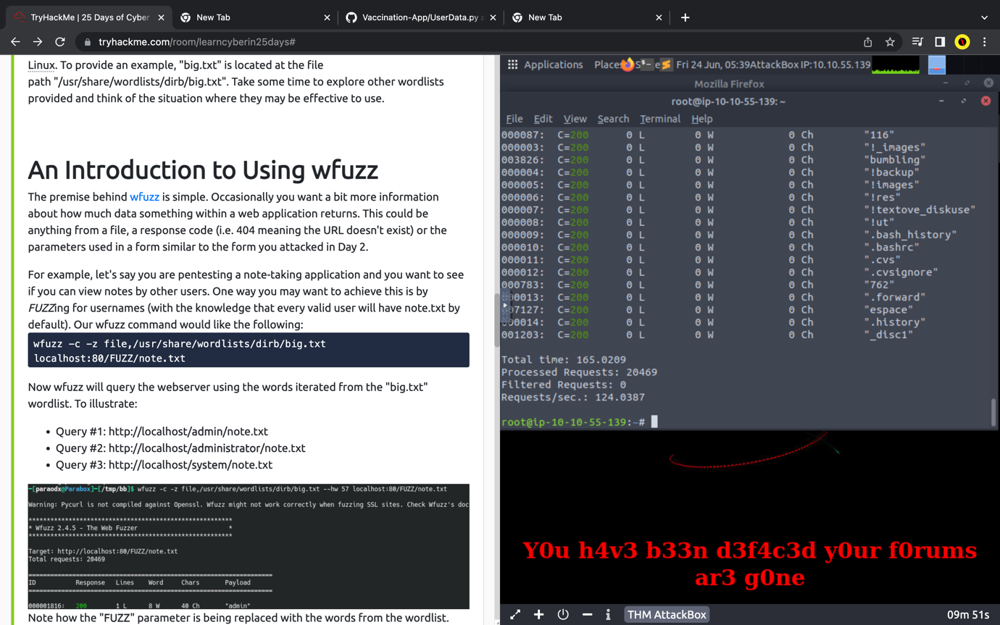 TryHackMe | 25 Days of Cyber
New Tab
Vaccination-App/UserData.py a
New Tab
tryhackme.com/room/learncyberin25days#
Linux. To provide an example, "big.txt" is located at the file
path "/usr/share/wordlists/dirb/big.txt". Take some time to explore other wordlists
provided and think of the situation where they may be effective to use.
An Introduction to Using wfuzz
The premise behind wfuzz is simple. Occasionally you want a bit more information
about how much data something within a web application returns. This could be
anything from a file, a response code (i.e. 404 meaning the URL doesn't exist) or the
parameters used in a form similar to the form you attacked in Day 2.
For example, let's say you are pentesting a note-taking application and you want to see
if you can view notes by other users. One way you may want to achieve this is by
FUZZing for usernames (with the knowledge that every valid user will have note.txt by
default). Our wfuzz command would like the following:
wfuzz -c -z file,/usr/share/wordlists/dirb/big.txt
localhost:80/FUZZ/note.txt
Now wfuzz will query the webserver using the words iterated from the "big.txt"
wordlist. To illustrate:
• Query #1: http://localhost/admin/note.txt
• Query #2: http://localhost/administrator/note.txt
• Query #3: http://localhost/system/note.txt
-[paraodx@Parabox]-[/tmp/bb]$ wfuzz -c -z file,/usr/share/wordlists/dirb/big.txt --hw 57 localhost:80/FUZZ/note.txt
Warning: Pycurl is not compiled against Openssl. Wfuzz might not work correctly when fuzzing SSL sites. Check Wfuzz's doc
********************************************************
* Wfuzz 2.4.5 - The Web Fuzzer *
********************************************************
Target: http://localhost:80/FUZZ/note.txt
Total requests: 20469
===================================================================
ID Response Lines Word Chars Payload
===================================================================
000001816: 200 1 L 8 W 40 Ch "admin"
Note how the "FUZZ" parameter is being replaced with the words from the wordlist.
Applications Place Fri 24 Jun, 05:39 AttackBox IP:10.10.55.139
Mozilla Firefox
root@ip-10-10-55-139: ~
File Edit View Search Terminal Help
000087: C=200 0 L 0 W 0 Ch "116"
000003: C=200 0 L 0 W 0 Ch "!_images"
003826: C=200 0 L 0 W 0 Ch "bumbling"
000004: C=200 0 L 0 W 0 Ch "!backup"
000005: C=200 0 L 0 W 0 Ch "!images"
000006: C=200 0 L 0 W 0 Ch "!res"
000007: C=200 0 L 0 W 0 Ch "!textove_diskuse"
000008: C=200 0 L 0 W 0 Ch "!ut"
000009: C=200 0 L 0 W 0 Ch ".bash_history"
000010: C=200 0 L 0 W 0 Ch ".bashrc"
000011: C=200 0 L 0 W 0 Ch ".cvs"
000012: C=200 0 L 0 W 0 Ch ".cvsignore"
000783: C=200 0 L 0 W 0 Ch "762"
00013: C=200 0 L 0 W 0 Ch ".forward"
07127: C=200 0 L 0 W 0 Ch "espace"
000014: C=200 0 L 0 W 0 Ch ".history"
001203: C=200 0 L 0 W 0 Ch "_disc1"
Total time: 165.0209
Processed Requests: 20469
Filtered Requests: 0
Requests/sec.: 124.0387
root@ip-10-10-55-139:~#
Y0u h4v3 b33n d3f4c3d y0ur f0rums
ar3 g0ne
THM AttackBox
09m 51s